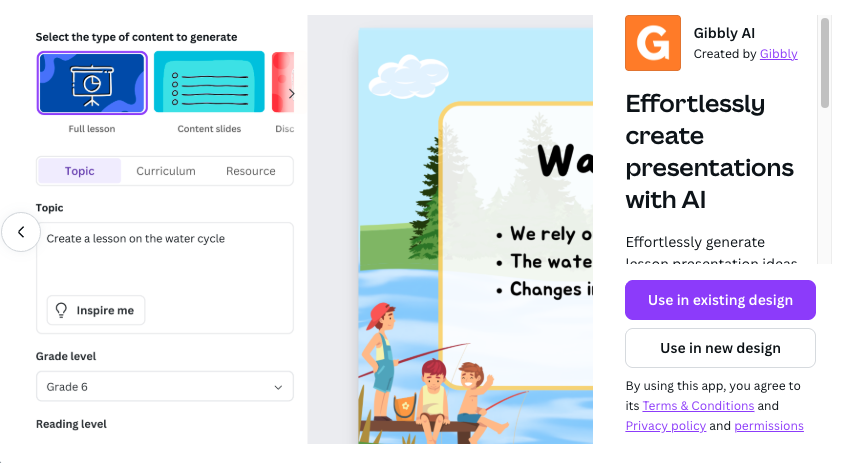 Select the type of content to generate
Full lesson
Content slides
Disc
Topic
Curriculum
Resource
Topic
Create a lesson on the water cycle
Inspire me
Grade level
Grade 6
Reading level
Wa
• We rely o
• The wate
• Changes i
G
Gibbly AI
Created by Gibbly
Effortlessly
create
presentations
with AI
Effortlessly generate
lesson presentation ideas
Use in existing design
Use in new design
By using this app, you agree to
its Terms & Conditions and
Privacy policy and permissions